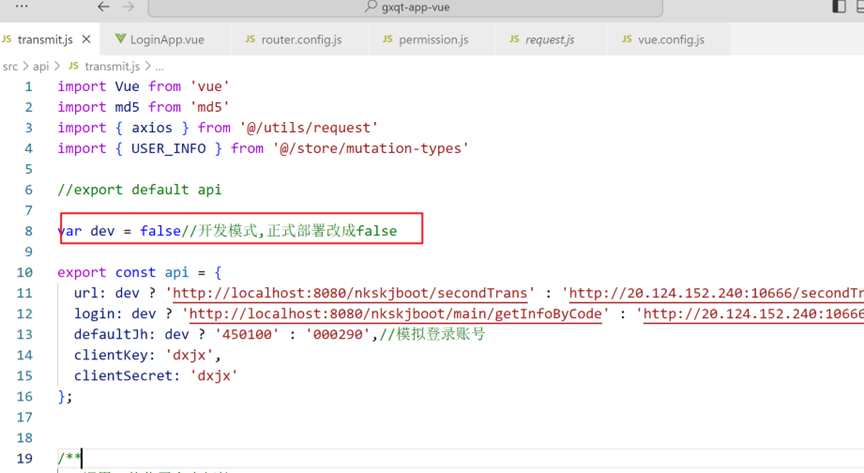 ··· ← → gxqt-app-vue
JS transmit.js × LoginApp.vue JS router.config.js JS permission.js JS request.js JS vue.config.js
src > api > JS transmit.js > ...
1 import Vue from 'vue'
2 import md5 from 'md5'
3 import { axios } from '@/utils/request'
4 import { USER_INFO } from '@/store/mutation-types'
5
6 //export default api
7
8 var dev = false//开发模式,正式部署改成false
9
10 export const api = {
11 url: dev ? 'http://localhost:8080/nkskjboot/secondTrans' : 'http://20.124.152.240:10666/secondTr
12 login: dev ? 'http://localhost:8080/nkskjboot/main/getInfoByCode' : 'http://20.124.152.240:10666
13 defaultJh: dev ? '450100' : '000290',//模拟登录账号
14 clientKey: 'dxjx',
15 clientSecret: 'dxjx'
16 };
17
18
19 /**